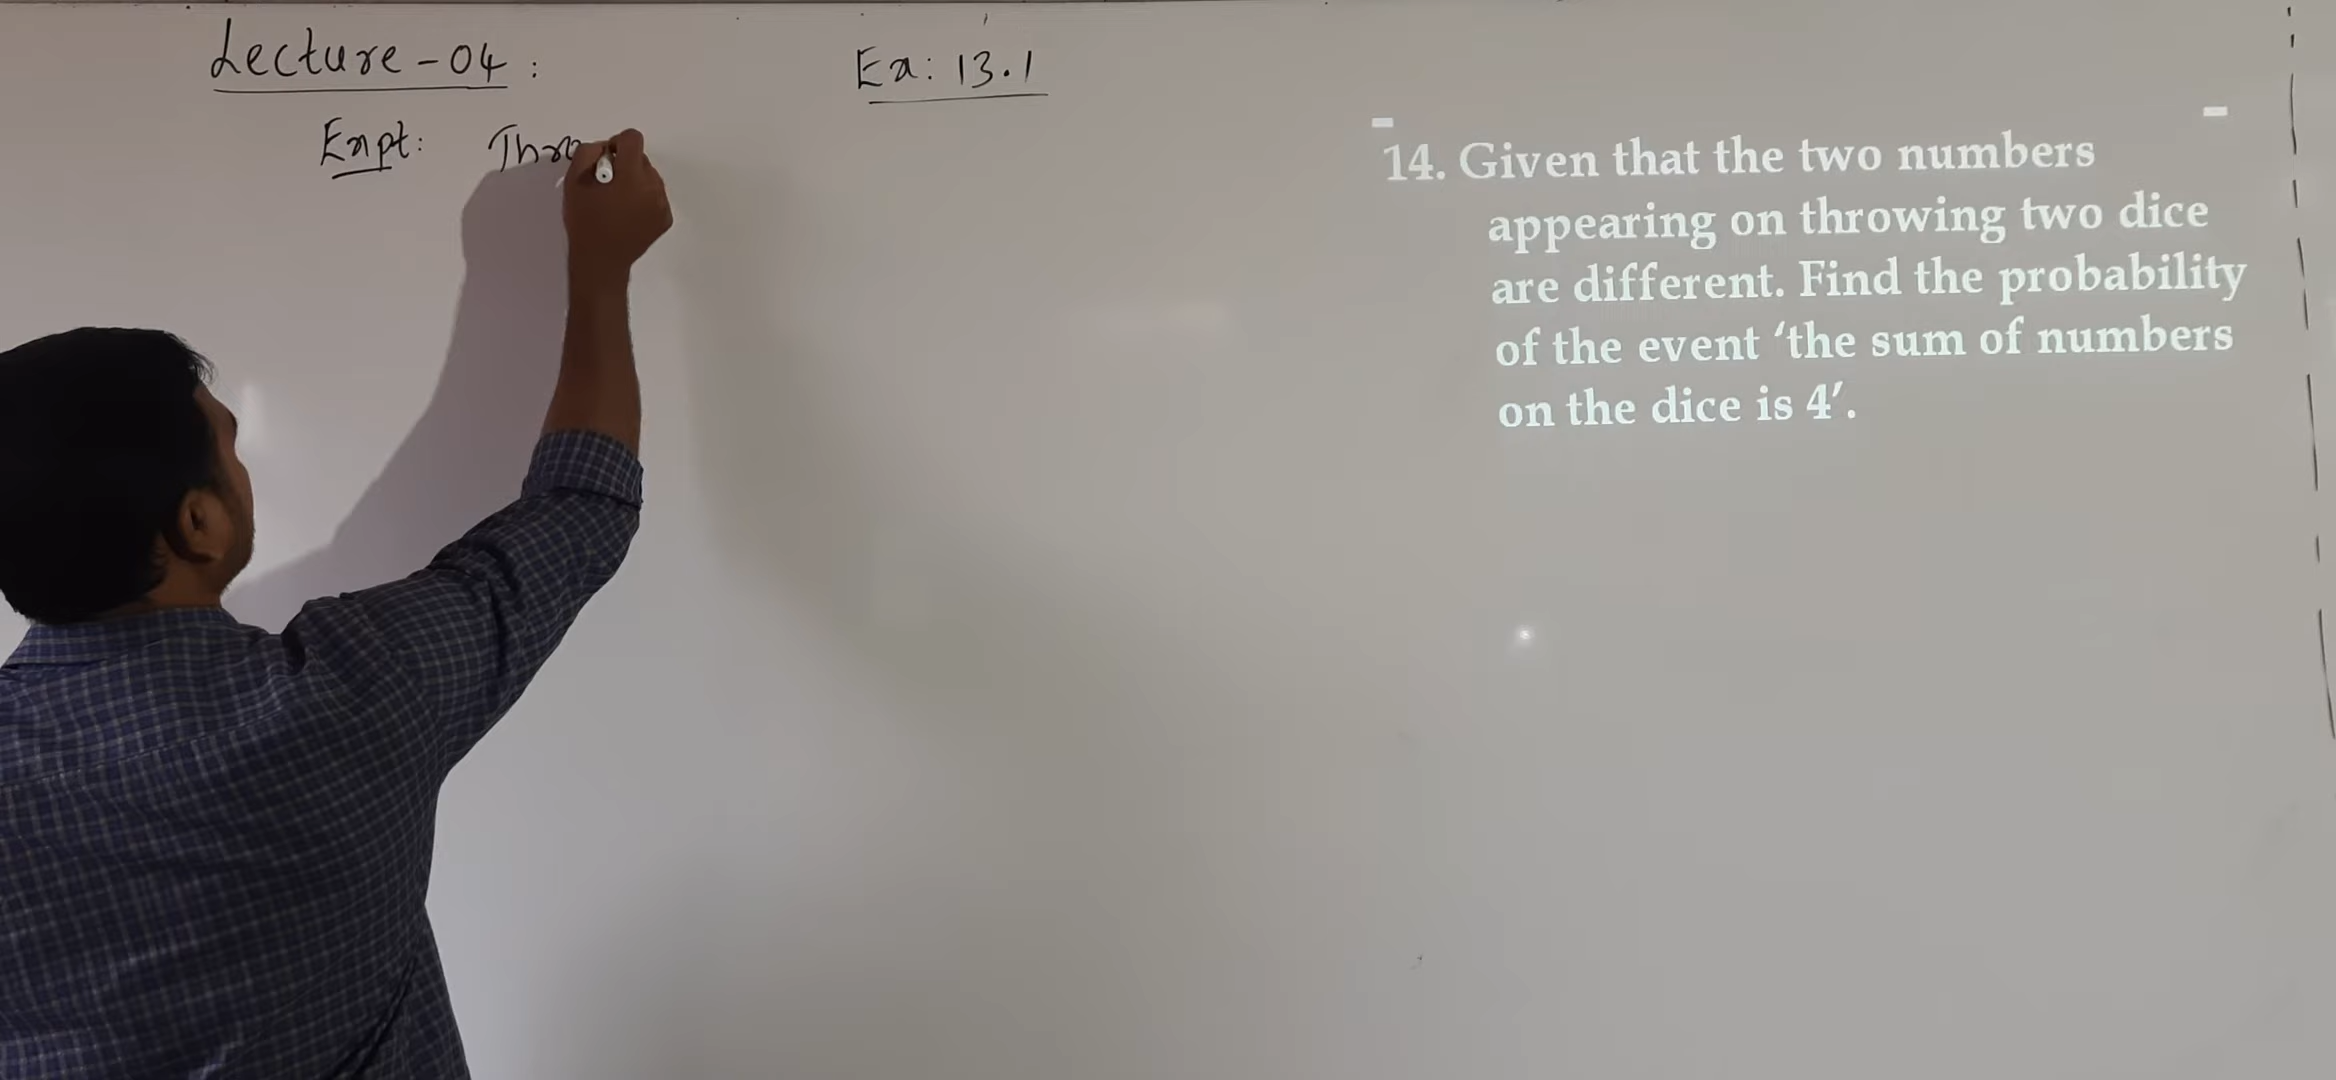 Lecture - 04 :
Ex: 13.1
Expt: Thro
14. Given that the two numbers
appearing on throwing two dice
are different. Find the probability
of the event ‘the sum of numbers
on the dice is 4’.